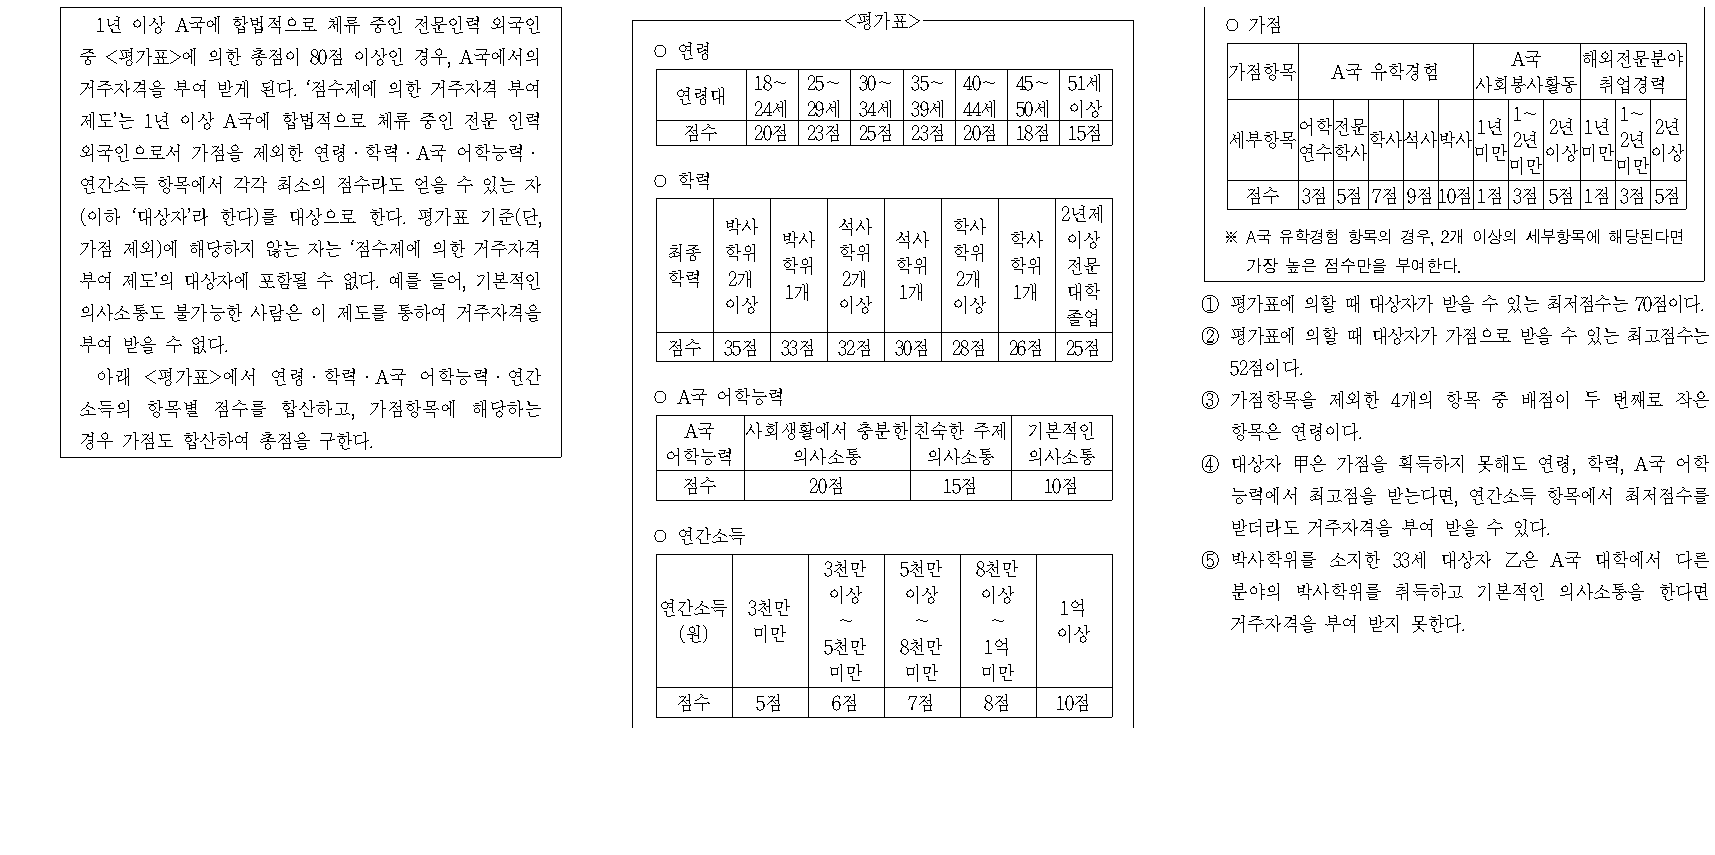 1년 이상 A국에 합법적으로 체류 중인 전문인력 외국인
중 <평가표>에 의한 총점이 80점 이상인 경우, A국에서의
거주자격을 부여 받게 된다. ‘점수제에 의한 거주자격 부여
제도’는 1년 이상 A국에 합법적으로 체류 중인 전문 인력
외국인으로서 가점을 제외한 연령·학력·A국 어학능력·
연간소득 항목에서 각각 최소의 점수라도 얻을 수 있는 자
(이하 ‘대상자’라 한다)를 대상으로 한다. 평가표 기준(단,
가점 제외)에 해당하지 않는 자는 ‘점수제에 의한 거주자격
부여 제도’의 대상자에 포함될 수 없다. 예를 들어, 기본적인
의사소통도 불가능한 사람은 이 제도를 통하여 거주자격을
부여 받을 수 없다.
아래 <평가표>에서 연령·학력·A국 어학능력·연간
소득의 항목별 점수를 합산하고, 가점항목에 해당하는
경우 가점도 합산하여 총점을 구한다.
<평가표>
○ 연령
연령대 18~24세 25~29세 30~34세 35~39세 40~44세 45~50세 51세 이상
점수 20점 23점 25점 23점 20점 18점 15점
○ 학력
최종 학력 박사 학위 2개 이상 박사 학위 1개 석사 학위 2개 이상 석사 학위 1개 학사 학위 2개 이상 학사 학위 1개 2년제 이상 전문 대학 졸업
점수 35점 33점 32점 30점 28점 26점 25점
○ A국 어학능력
A국 어학능력 사회생활에서 충분한 의사소통 친숙한 주제 의사소통 기본적인 의사소통
점수 20점 15점 10점
○ 연간소득
연간소득 (원) 3천만 미만 3천만 이상 ~ 5천만 미만 5천만 이상 ~ 8천만 미만 8천만 이상 ~ 1억 미만 1억 이상
점수 5점 6점 7점 8점 10점
○ 가점
가점항목 A국 유학경험 A국 사회봉사활동 해외전문분야 취업경력
세부항목 어학 연수 전문 학사 학사 석사 박사 1년 미만 1~2년 미만 2년 이상 1년 미만 1~2년 미만 2년 이상
점수 3점 5점 7점 9점 10점 1점 3점 5점 1점 3점 5점
※ A국 유학경험 항목의 경우, 2개 이상의 세부항목에 해당된다면
가장 높은 점수만을 부여한다.
① 평가표에 의할 때 대상자가 받을 수 있는 최저점수는 70점이다.
② 평가표에 의할 때 대상자가 가점으로 받을 수 있는 최고점수는
52점이다.
③ 가점항목을 제외한 4개의 항목 중 배점이 두 번째로 작은
항목은 연령이다.
④ 대상자 甲은 가점을 획득하지 못해도 연령, 학력, A국 어학
능력에서 최고점을 받는다면, 연간소득 항목에서 최저점수를
받더라도 거주자격을 부여 받을 수 있다.
⑤ 박사학위를 소지한 33세 대상자 乙은 A국 대학에서 다른
분야의 박사학위를 취득하고 기본적인 의사소통을 한다면
거주자격을 부여 받지 못한다.